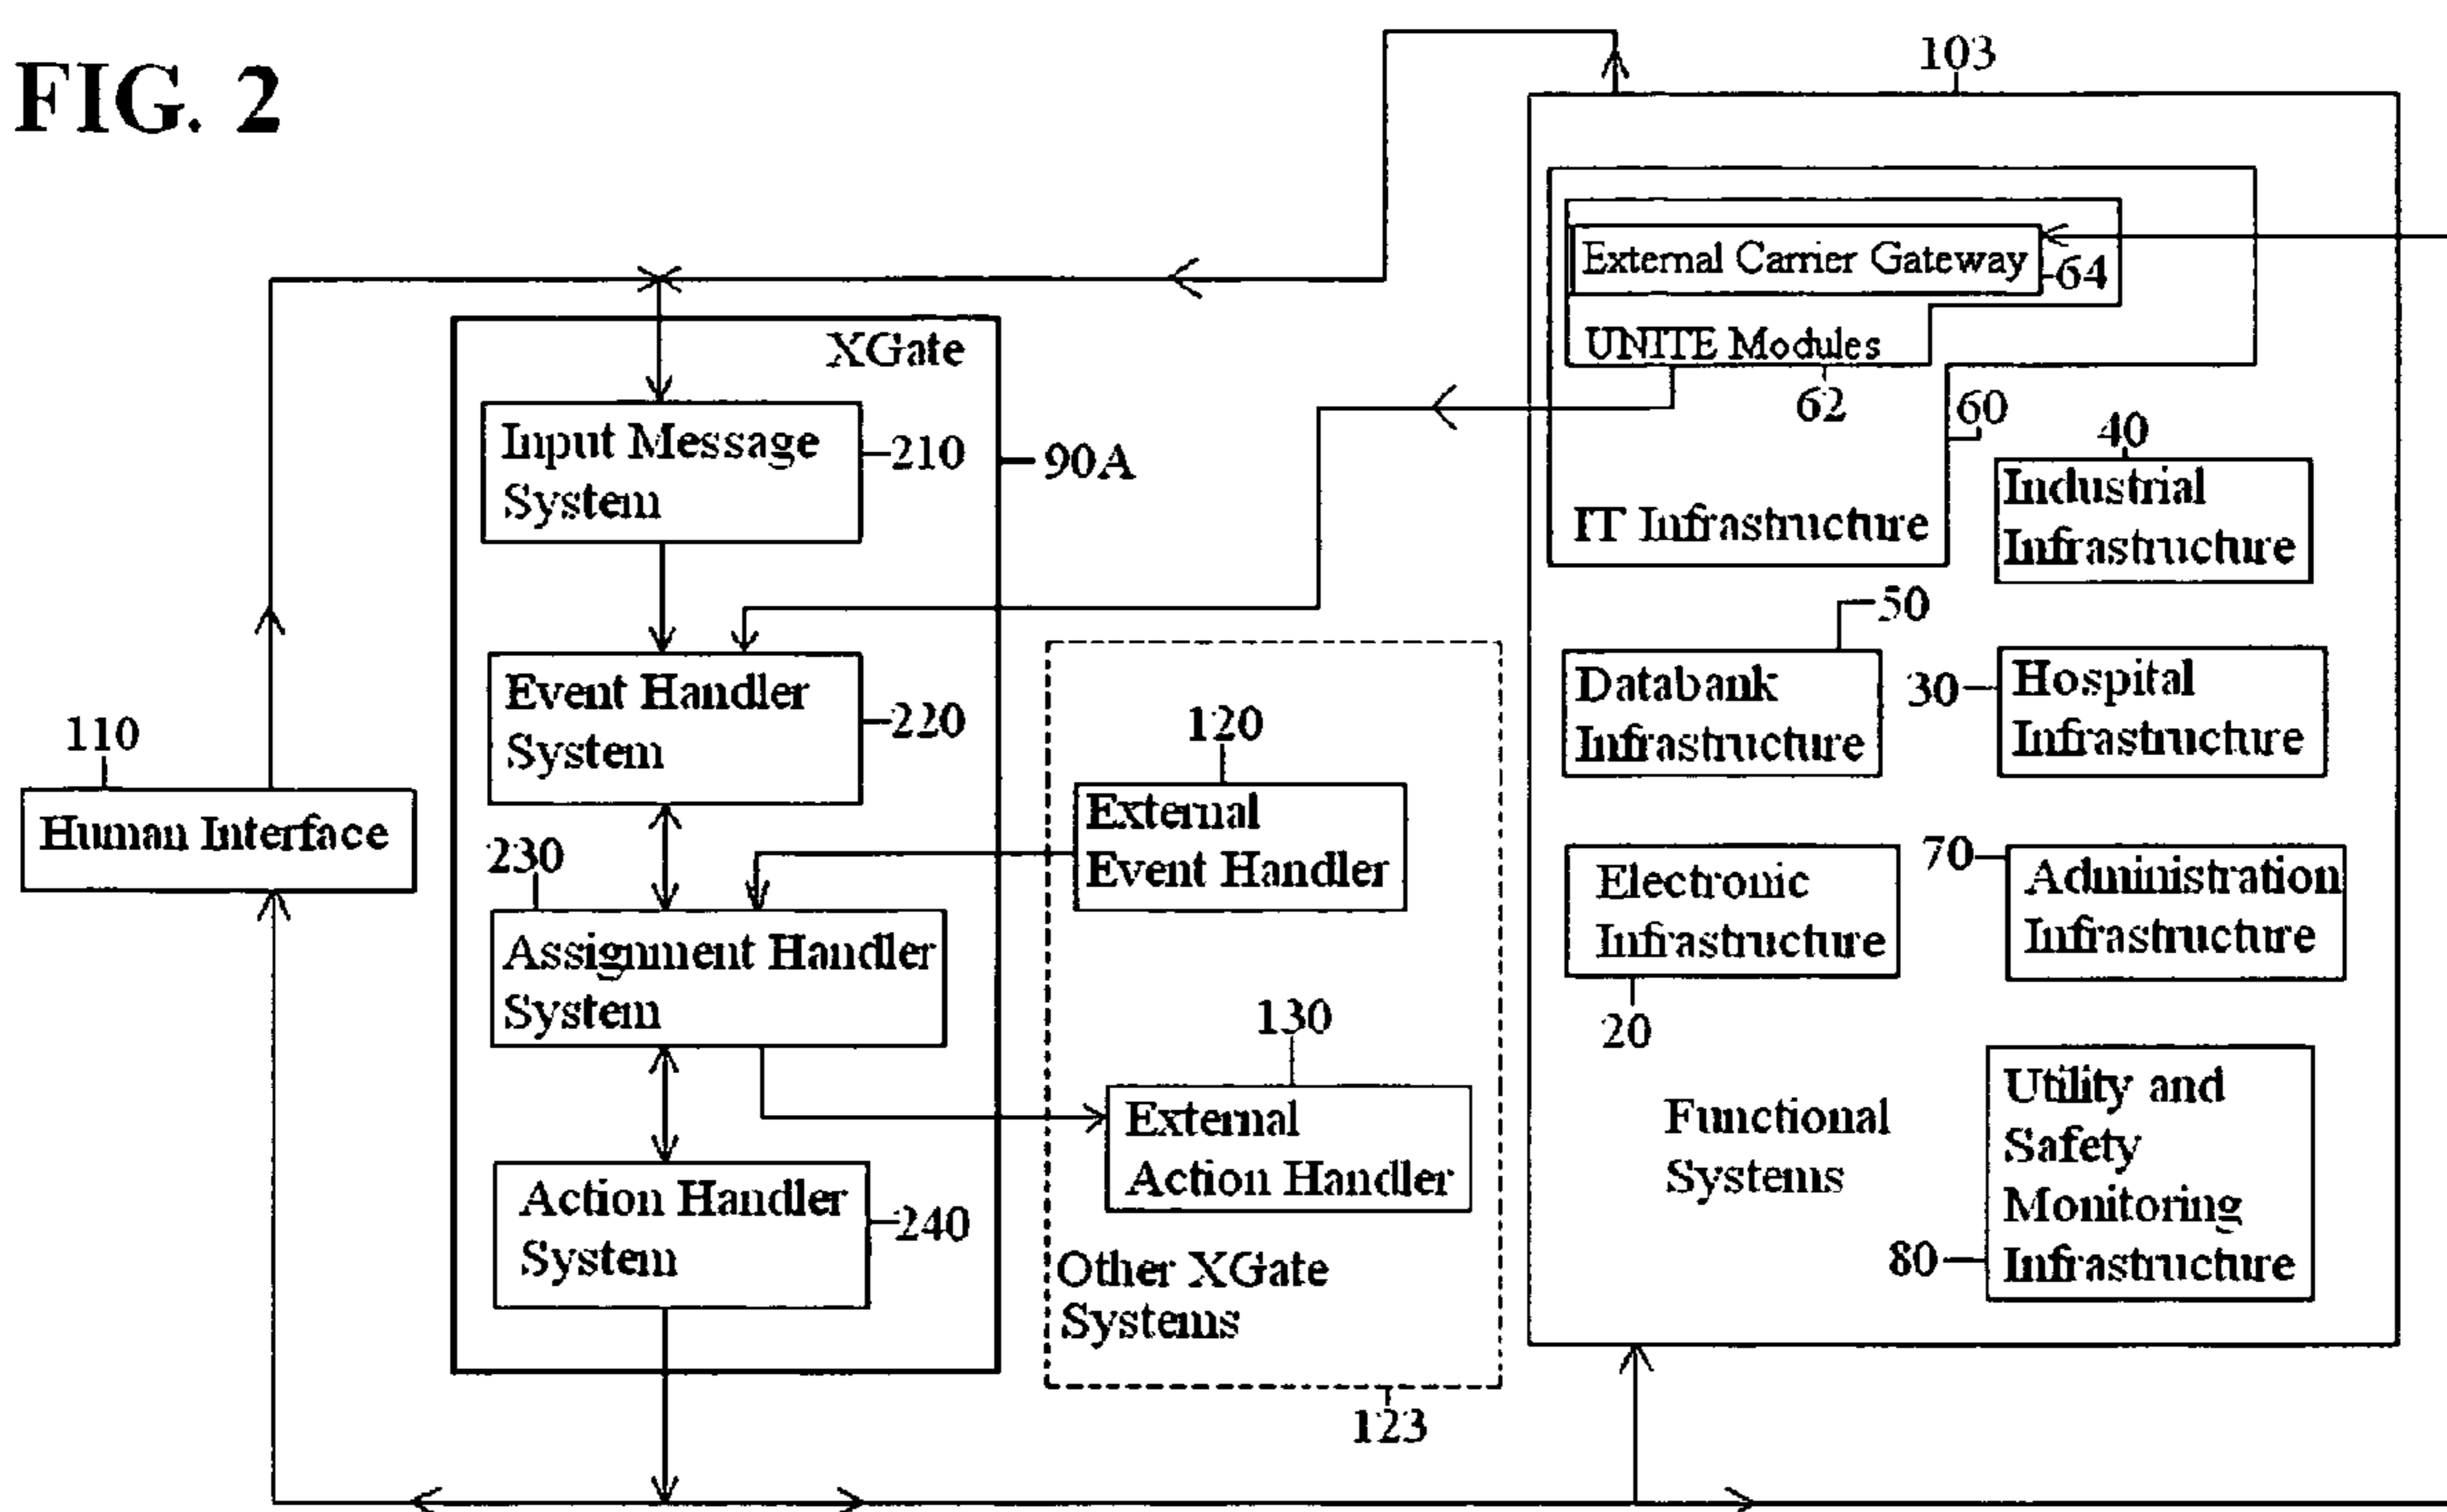 FIG. 2
103
External Carrier Gateway
64
UNITE Modules
62
60
IT Infrastructure
40
Industrial
Infrastructure
XGate
Input Message
System
210
90A
50
Databank
Infrastructure
30
Hospital
Infrastructure
Event Handler
System
220
110
Human Interface
120
External
Event Handler
230
Assignment Handler
System
Electronic
Infrastructure
20
70
Administration
Infrastructure
130
External
Action Handler
Action Handler
System
240
Other XGate
Systems
123
Functional
Systems
Utility and
Safety
Monitoring
Infrastructure
80